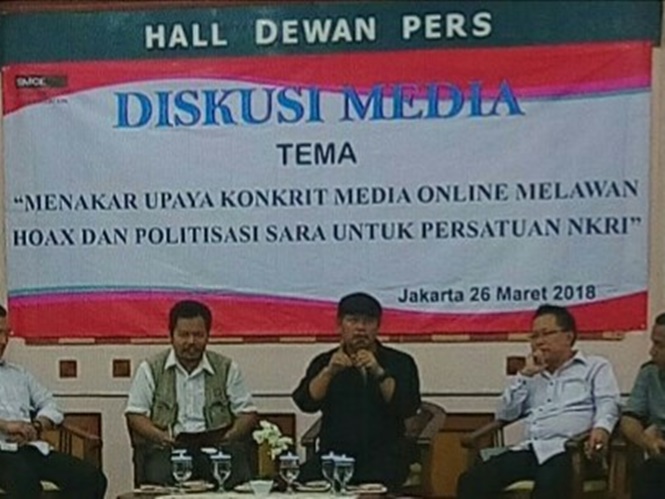 HALL DEWAN PERS
DISKUSI MEDIA
TEMA
“MENAKAR UPAYA KONKRIT MEDIA ONLINE MELAWAN
HOAX DAN POLITISASI SARA UNTUK PERSATUAN NKRI”
Jakarta 26 Maret 2018